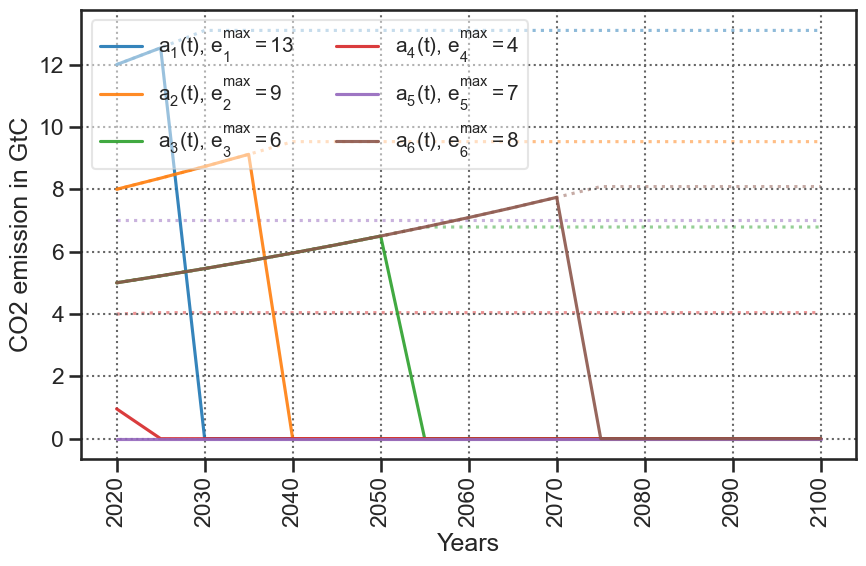 a₁(t), e₁ᵐᵃˣ = 13
a₂(t), e₂ᵐᵃˣ = 9
a₃(t), e₃ᵐᵃˣ = 6
a₄(t), e₄ᵐᵃˣ = 4
a₅(t), e₅ᵐᵃˣ = 7
a₆(t), e₆ᵐᵃˣ = 8
CO2 emission in GtC
12
10
8
6
4
2
0
2020 2030 2040 2050 2060 2070 2080 2090 2100
Years